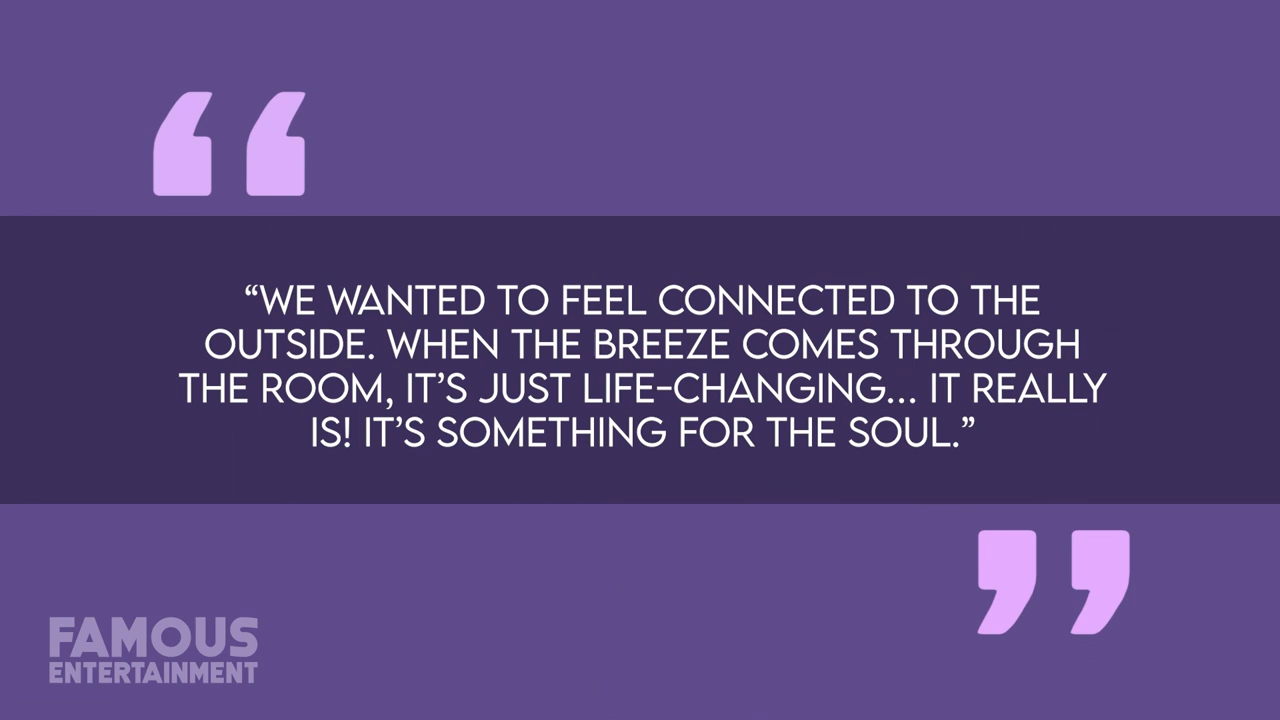 “WE WANTED TO FEEL CONNECTED TO THE
OUTSIDE. WHEN THE BREEZE COMES THROUGH
THE ROOM, IT’S JUST LIFE-CHANGING... IT REALLY
IS! IT’S SOMETHING FOR THE SOUL.”
FAMOUS
ENTERTAINMENT